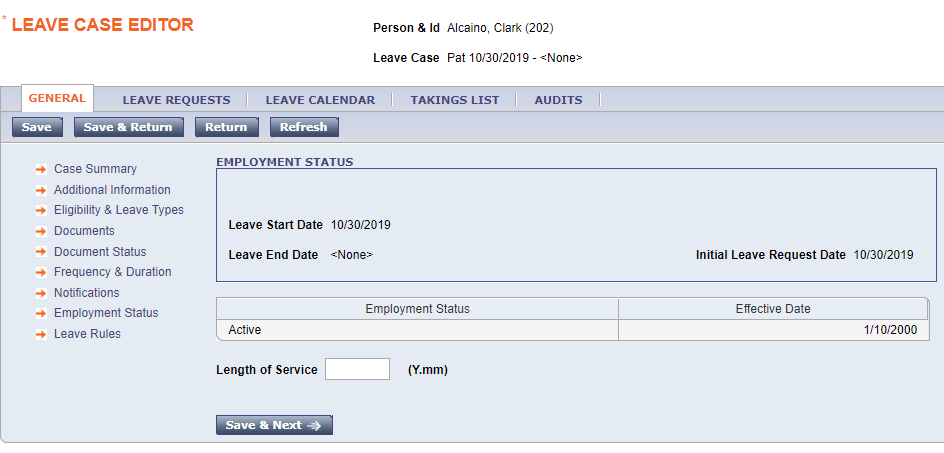 * LEAVE CASE EDITOR
Person & Id Alcaino, Clark (202)
Leave Case Pat 10/30/2019 - <None>
GENERAL LEAVE REQUESTS LEAVE CALENDAR TAKINGS LIST AUDITS
Save Save & Return Return Refresh
Case Summary
Additional Information
Eligibility & Leave Types
Documents
Document Status
Frequency & Duration
Notifications
Employment Status
Leave Rules
EMPLOYMENT STATUS
Leave Start Date 10/30/2019
Leave End Date <None> Initial Leave Request Date 10/30/2019
Employment Status Effective Date
Active 1/10/2000
Length of Service (Y.mm)
Save & Next